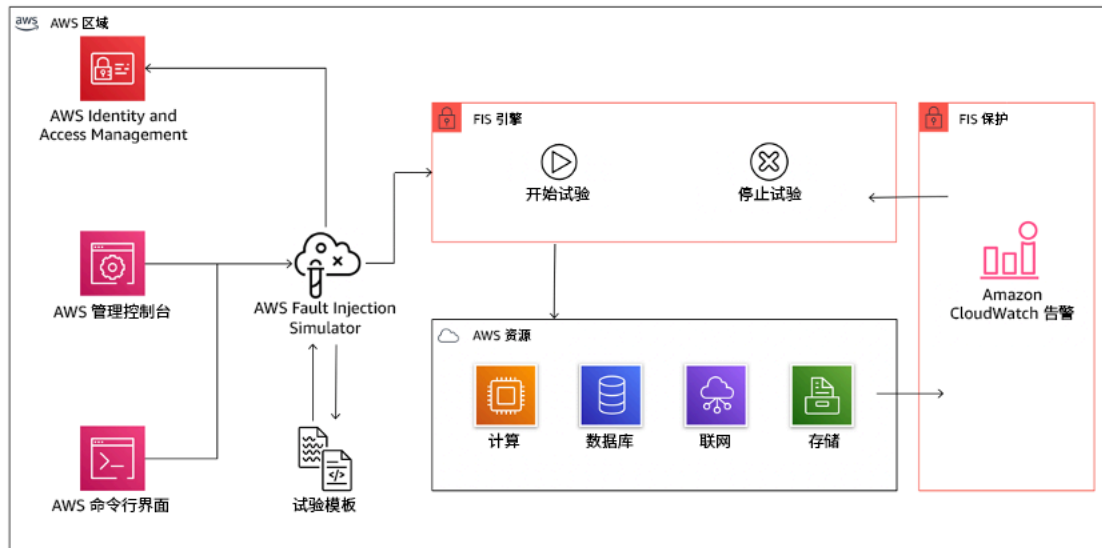 aws
AWS 区域
AWS Identity and
Access Management
FIS 引擎
开始试验
停止试验
FIS 保护
AWS 管理控制台
AWS Fault Injection
Simulator
Amazon
CloudWatch 告警
AWS 资源
计算
数据库
联网
存储
AWS 命令行界面
试验模板